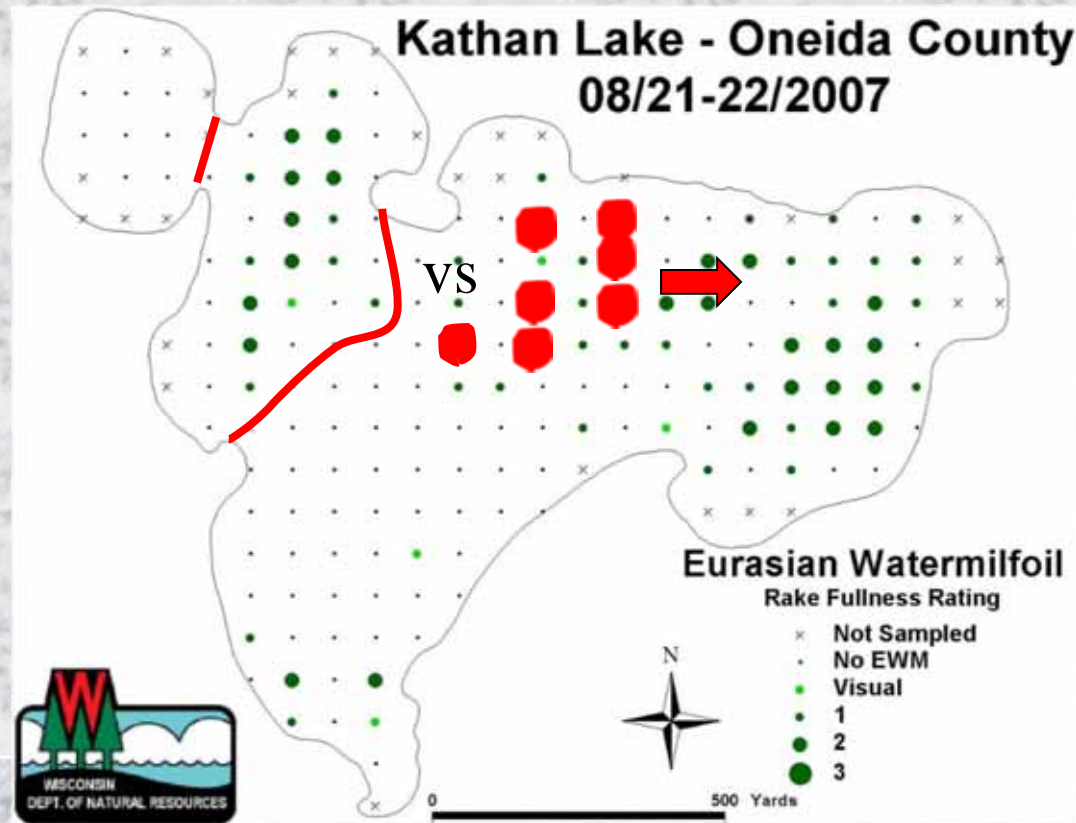 Kathan Lake - Oneida County
08/21-22/2007
vs
Eurasian Watermilfoil
Rake Fullness Rating
Not Sampled
No EWM
Visual
1
2
3
N
0 500 Yards
W
WISCONSIN
DEPT. OF NATURAL RESOURCES